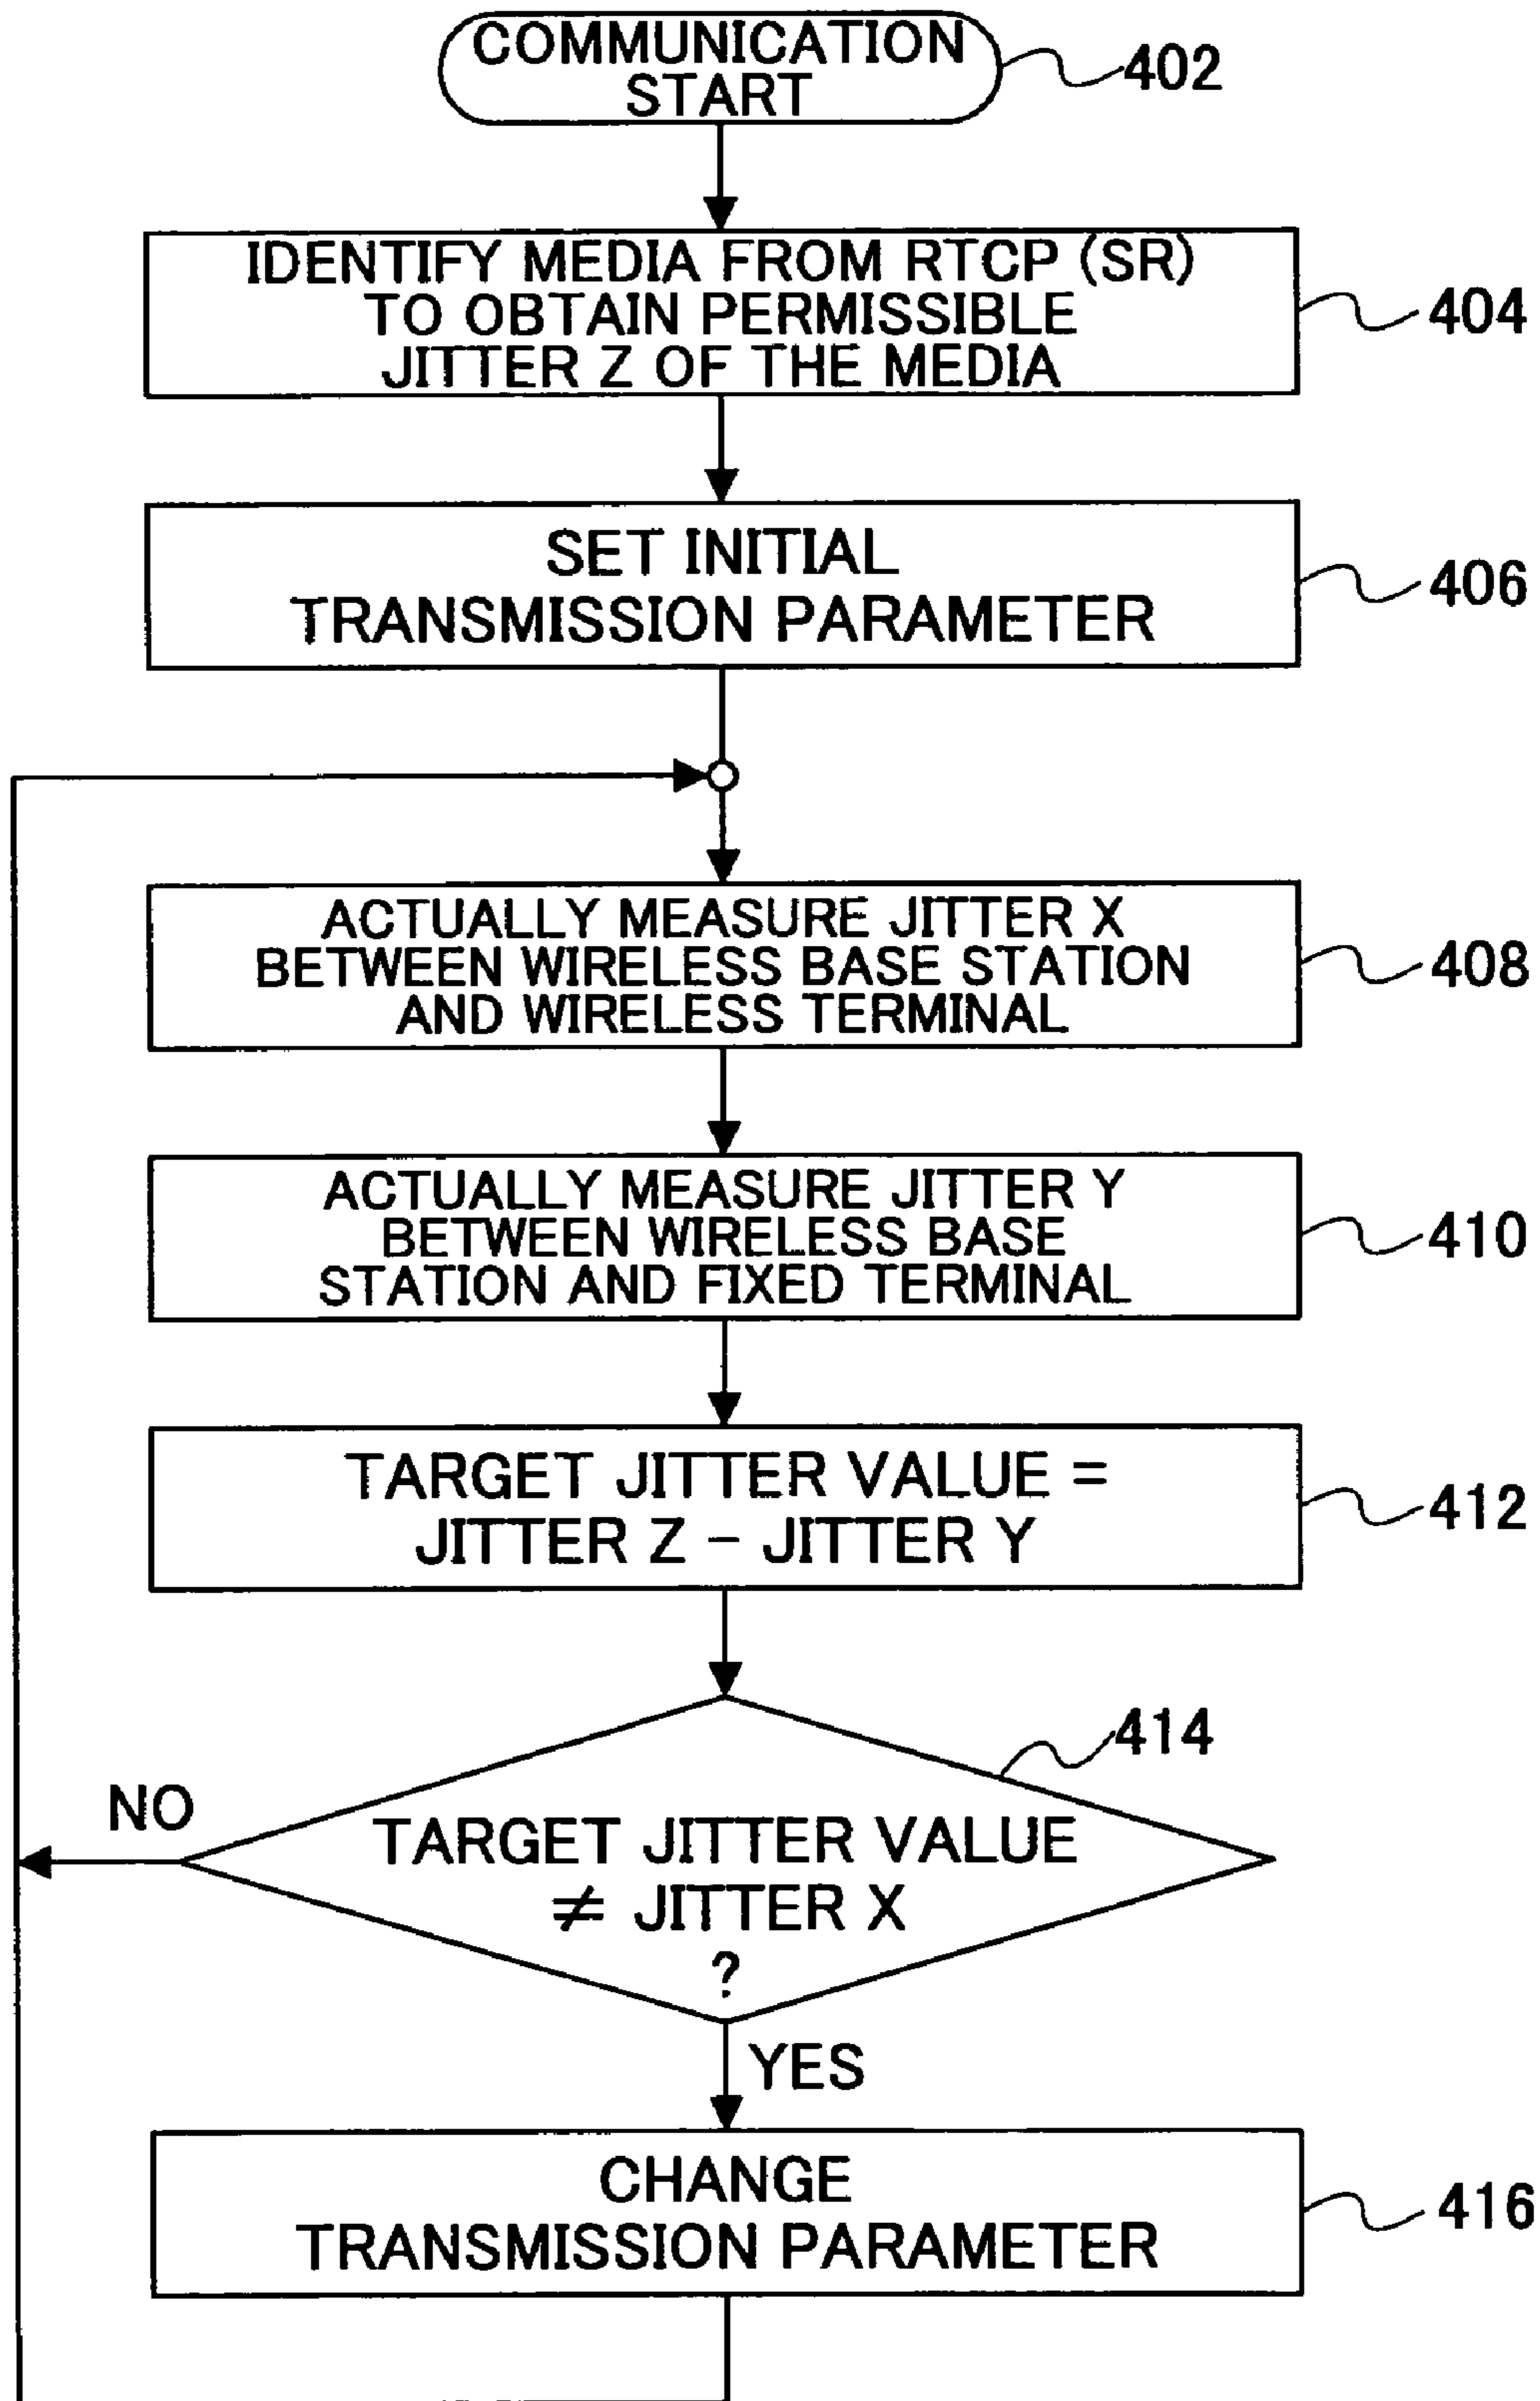 COMMUNICATION
START
402
IDENTIFY MEDIA FROM RTCP (SR)
TO OBTAIN PERMISSIBLE
JITTER Z OF THE MEDIA
404
SET INITIAL
TRANSMISSION PARAMETER
406
ACTUALLY MEASURE JITTER X
BETWEEN WIRELESS BASE STATION
AND WIRELESS TERMINAL
408
ACTUALLY MEASURE JITTER Y
BETWEEN WIRELESS BASE
STATION AND FIXED TERMINAL
410
TARGET JITTER VALUE =
JITTER Z − JITTER Y
412
414
NO
TARGET JITTER VALUE
≠ JITTER X
?
YES
CHANGE
TRANSMISSION PARAMETER
416